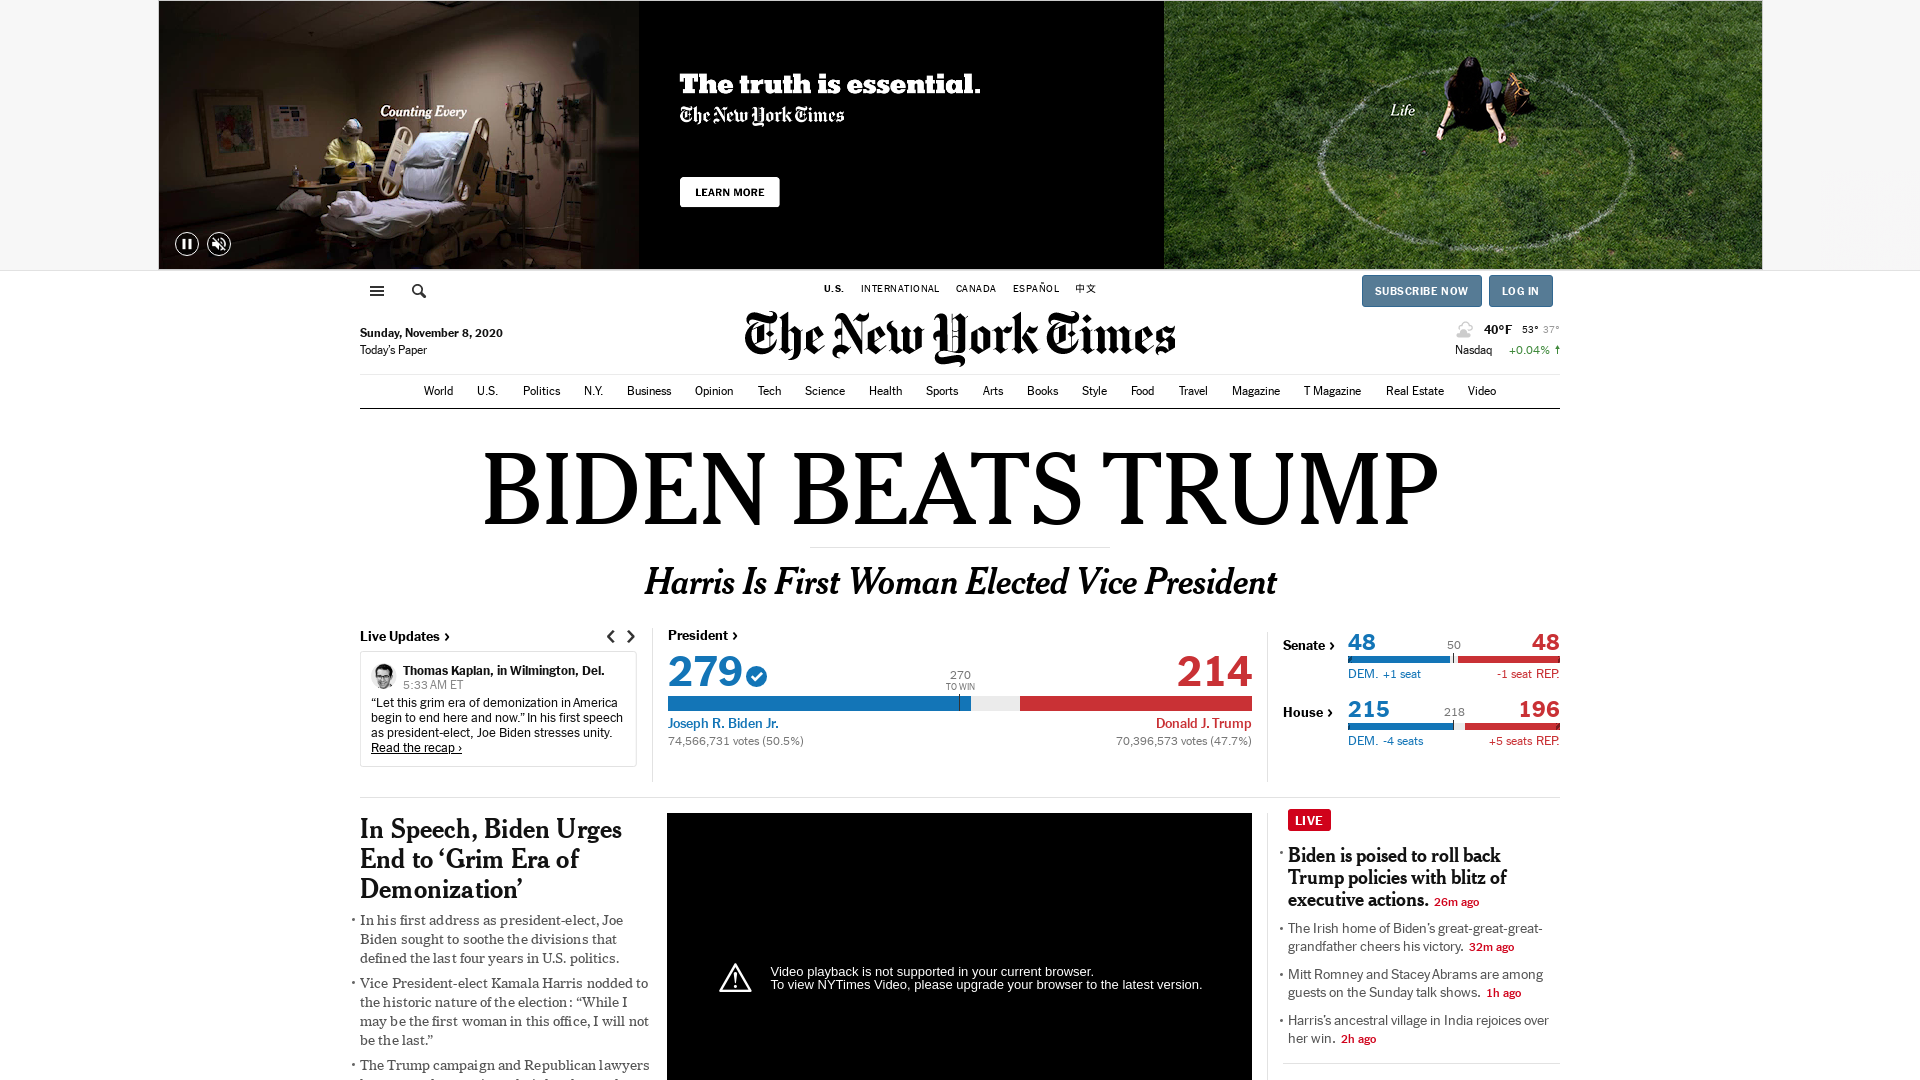 Counting Every
The truth is essential.
The New York Times
LEARN MORE
Life
U.S. INTERNATIONAL CANADA ESPAÑOL 中文
SUBSCRIBE NOW LOG IN
Sunday, November 8, 2020
Today's Paper
The New York Times
40°F 53° 37°
Nasdaq +0.04% ↑
World U.S. Politics N.Y. Business Opinion Tech Science Health Sports Arts Books Style Food Travel Magazine T Magazine Real Estate Video
BIDEN BEATS TRUMP
Harris Is First Woman Elected Vice President
Live Updates ›
Thomas Kaplan, in Wilmington, Del.
5:33 AM ET
“Let this grim era of demonization in America
begin to end here and now.” In his first speech
as president-elect, Joe Biden stresses unity.
Read the recap ›
President ›
279 214
270
TO WIN
Joseph R. Biden Jr. Donald J. Trump
74,566,731 votes (50.5%) 70,396,573 votes (47.7%)
Senate › 48 50 48
DEM. +1 seat -1 seat REP.
House › 215 218 196
DEM. -4 seats +5 seats REP.
In Speech, Biden Urges
End to ‘Grim Era of
Demonization’
• In his first address as president-elect, Joe
Biden sought to soothe the divisions that
defined the last four years in U.S. politics.
• Vice President-elect Kamala Harris nodded to
the historic nature of the election: “While I
may be the first woman in this office, I will not
be the last.”
• The Trump campaign and Republican lawyers
Video playback is not supported in your current browser.
To view NYTimes Video, please upgrade your browser to the latest version.
LIVE
• Biden is poised to roll back
Trump policies with blitz of
executive actions. 26m ago
• The Irish home of Biden’s great-great-great-
grandfather cheers his victory. 32m ago
• Mitt Romney and Stacey Abrams are among
guests on the Sunday talk shows. 1h ago
• Harris’s ancestral village in India rejoices over
her win. 2h ago